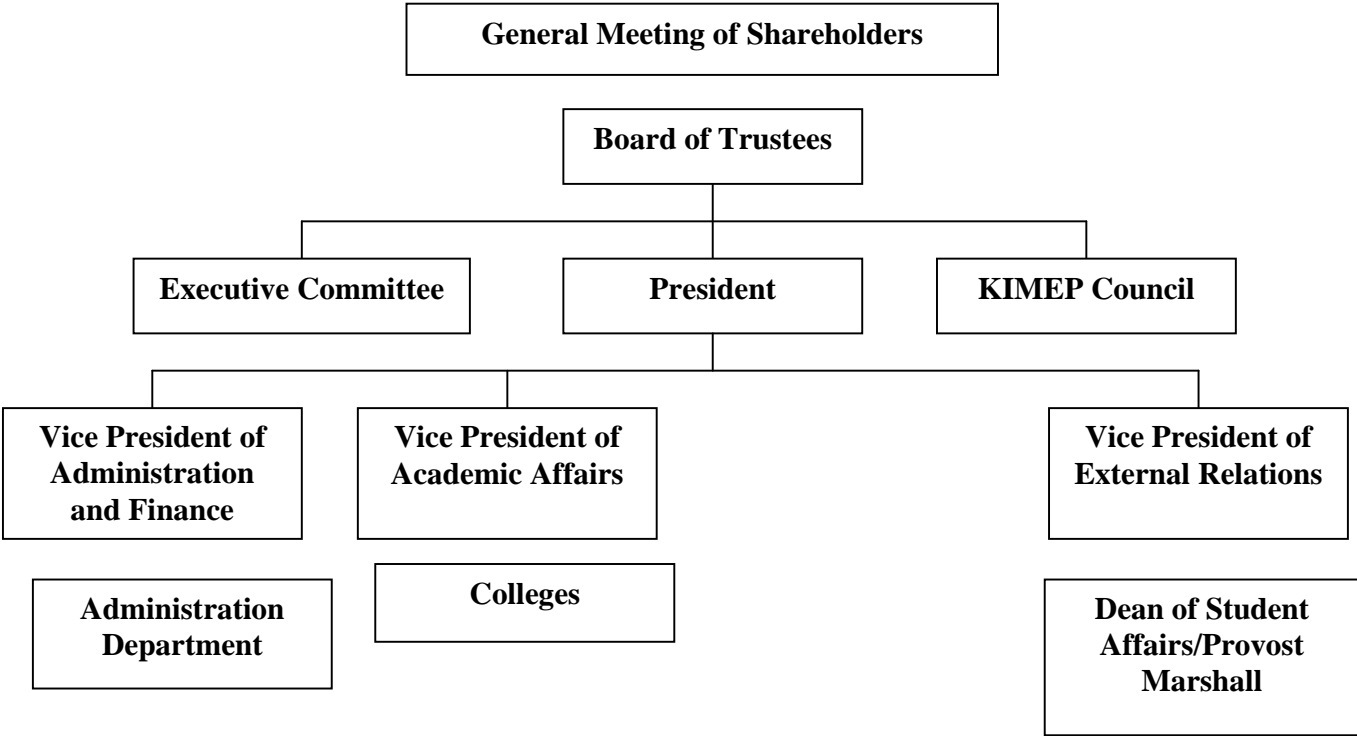 General Meeting of Shareholders
Board of Trustees
Executive Committee
President
KIMEP Council
Vice President of
Administration
and Finance
Vice President of
Academic Affairs
Vice President of
External Relations
Administration
Department
Colleges
Dean of Student
Affairs/Provost
Marshall